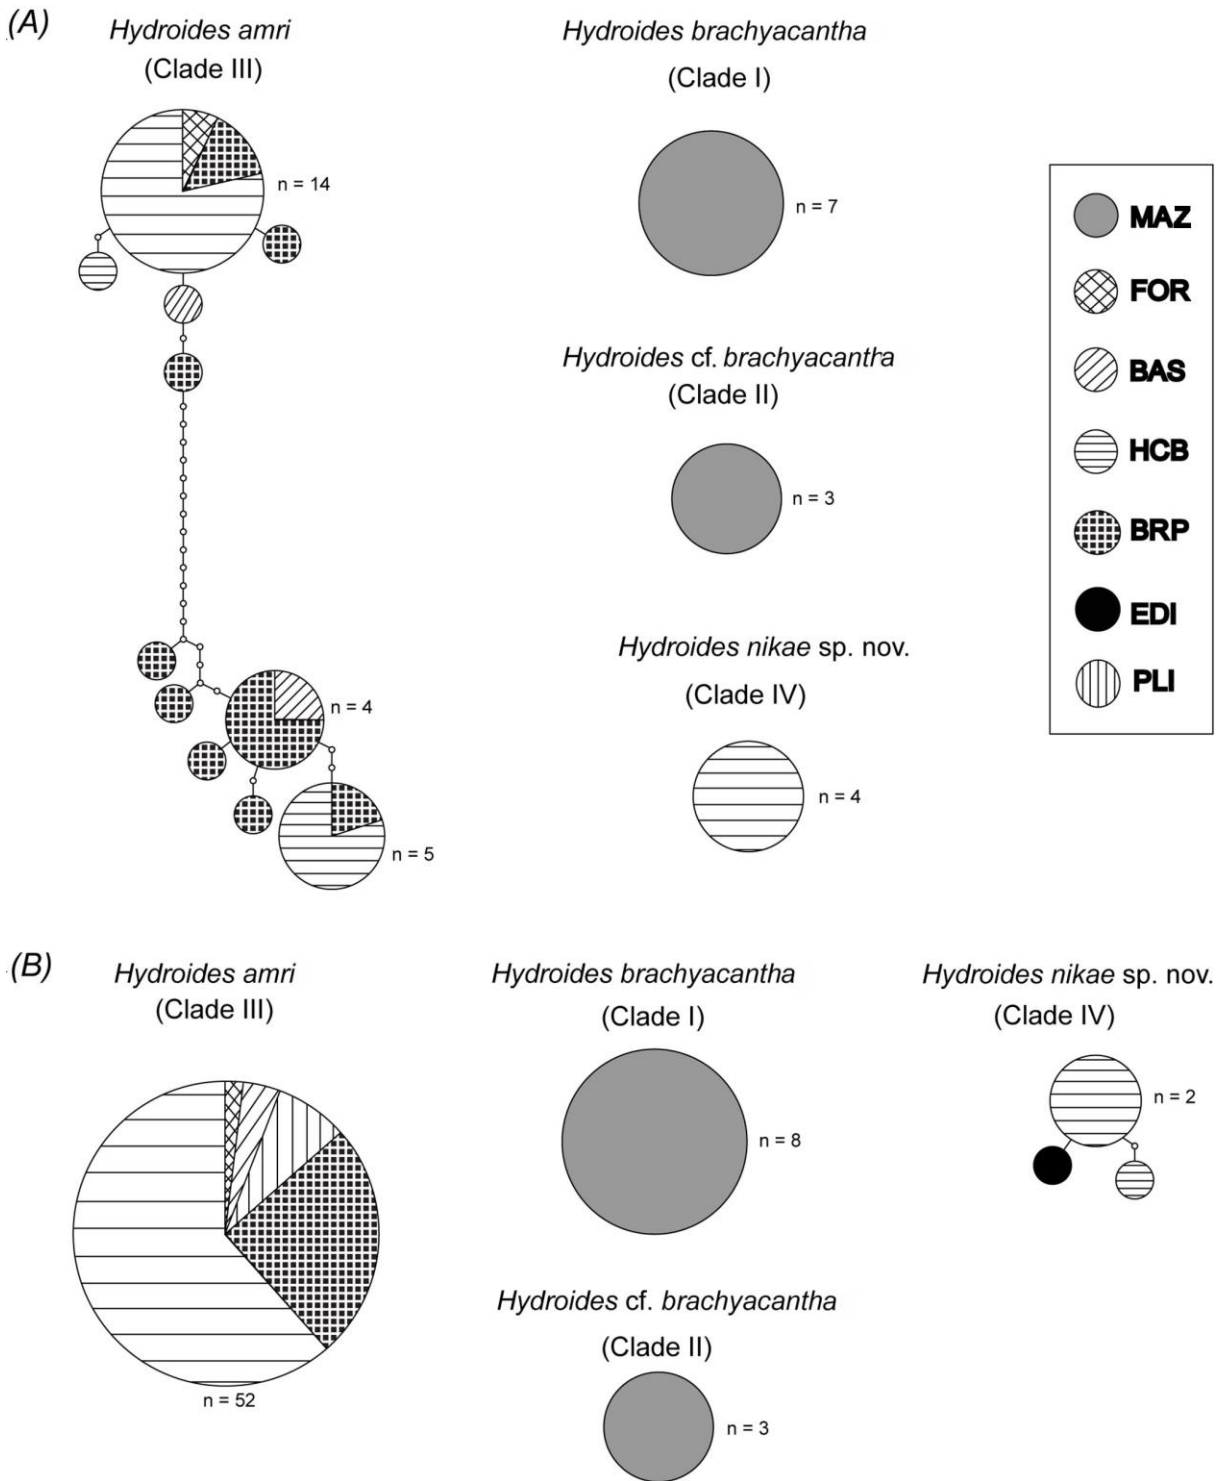 (A)
Hydroides amri
(Clade III)
n = 14
n = 4
n = 5
Hydroides brachyacantha
(Clade I)
n = 7
Hydroides cf. brachyacantha
(Clade II)
n = 3
Hydroides nikae sp. nov.
(Clade IV)
n = 4
MAZ
FOR
BAS
HCB
BRP
EDI
PLI
(B)
Hydroides amri
(Clade III)
n = 52
Hydroides brachyacantha
(Clade I)
n = 8
Hydroides cf. brachyacantha
(Clade II)
n = 3
Hydroides nikae sp. nov.
(Clade IV)
n = 2